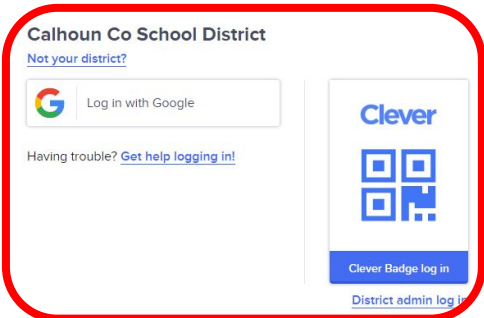 Calhoun Co School District
Not your district?
Log in with Google
Having trouble? Get help logging in!
Clever
Clever Badge log in
District admin log in